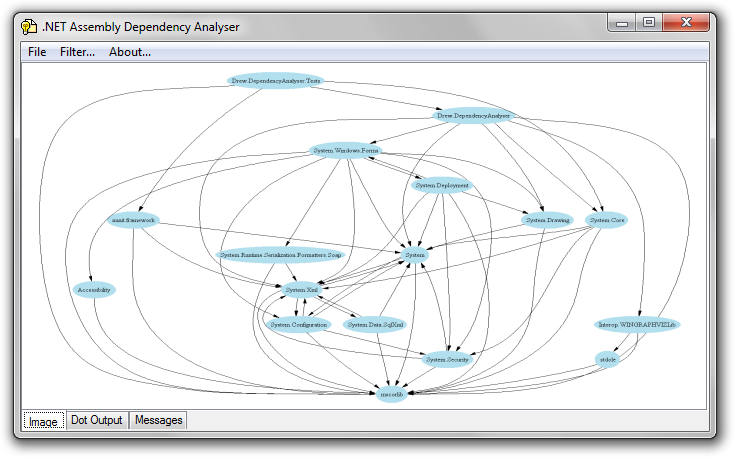 .NET Assembly Dependency Analyser
File Filter... About...
Drew.DependencyAnalyser.Tests
Drew.DependencyAnalyser
System.Windows.Forms
System.Deployment
nunit.framework
System.Drawing
System.Core
System.Runtime.Serialization.Formatters.Soap
System
Accessibility
System.Xml
System.Configuration
System.Data.SqlXml
Interop.WINGRAPHVIZLib
System.Security
stdole
mscorlib
Image Dot Output Messages